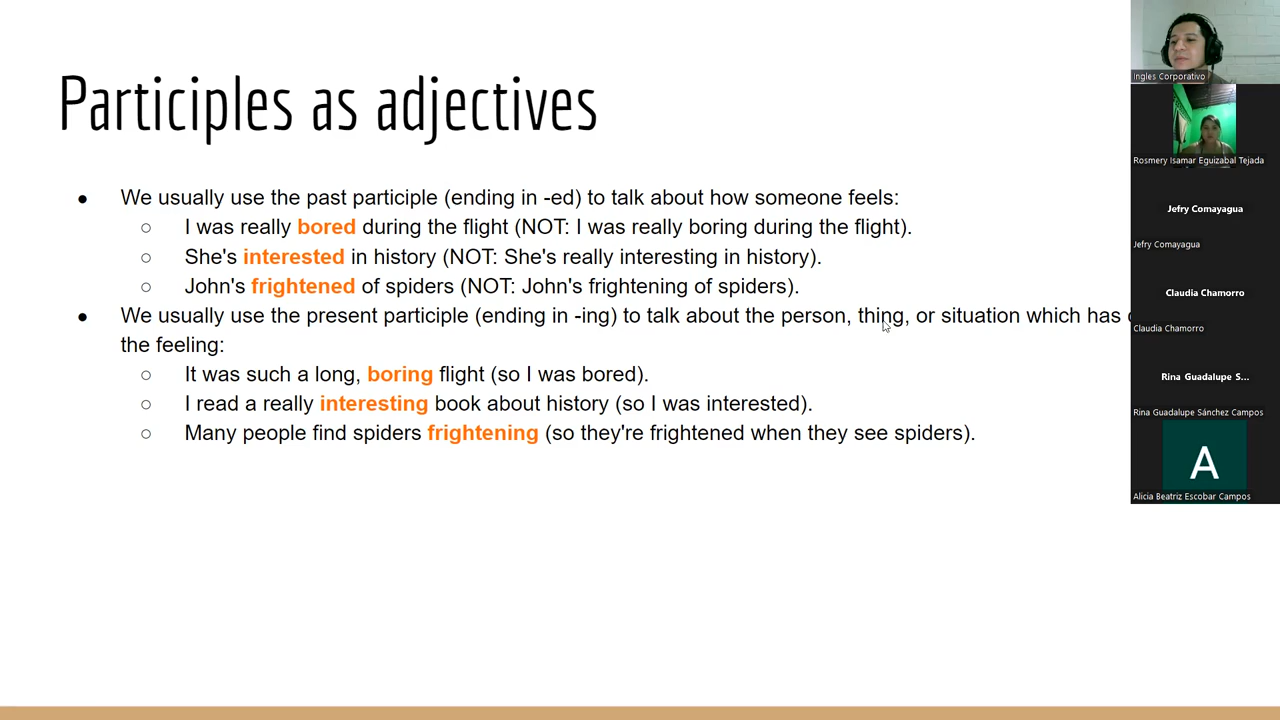 Participles as adjectives
● We usually use the past participle (ending in -ed) to talk about how someone feels:
○ I was really bored during the flight (NOT: I was really boring during the flight).
○ She's interested in history (NOT: She's really interesting in history).
○ John's frightened of spiders (NOT: John's frightening of spiders).
● We usually use the present participle (ending in -ing) to talk about the person, thing, or situation which has
the feeling:
○ It was such a long, boring flight (so I was bored).
○ I read a really interesting book about history (so I was interested).
○ Many people find spiders frightening (so they're frightened when they see spiders).
Ingles Corporativo
Rosmery Isamar Eguizabal Tejada
Jefry Comayagua
Jefry Comayagua
Claudia Chamorro
Claudia Chamorro
Rina Guadalupe S...
Rina Guadalupe Sánchez Campos
A
Alicia Beatriz Escobar Campos